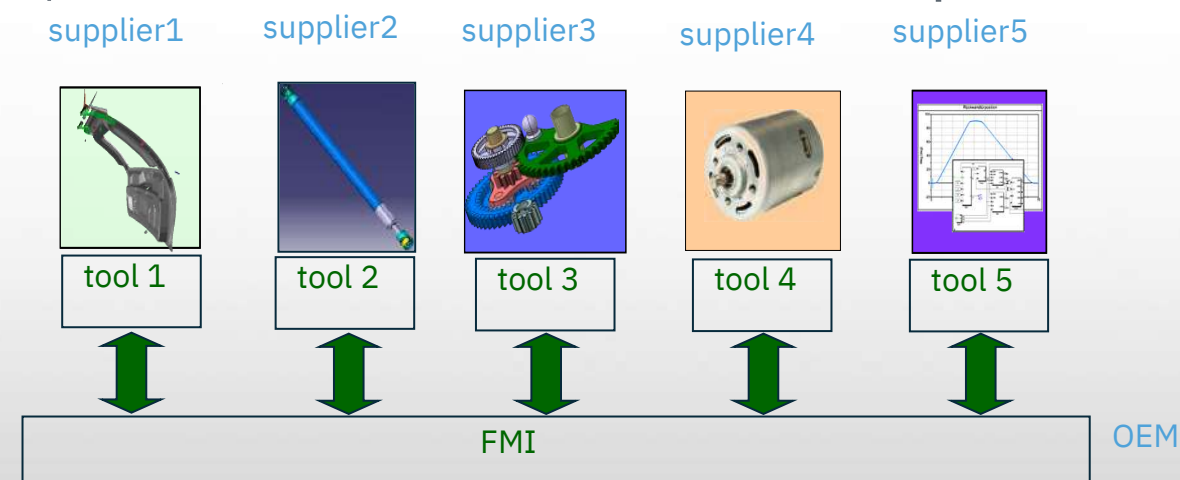 supplier1 supplier2 supplier3 supplier4 supplier5
tool 1 tool 2 tool 3 tool 4 tool 5
FMI
OEM